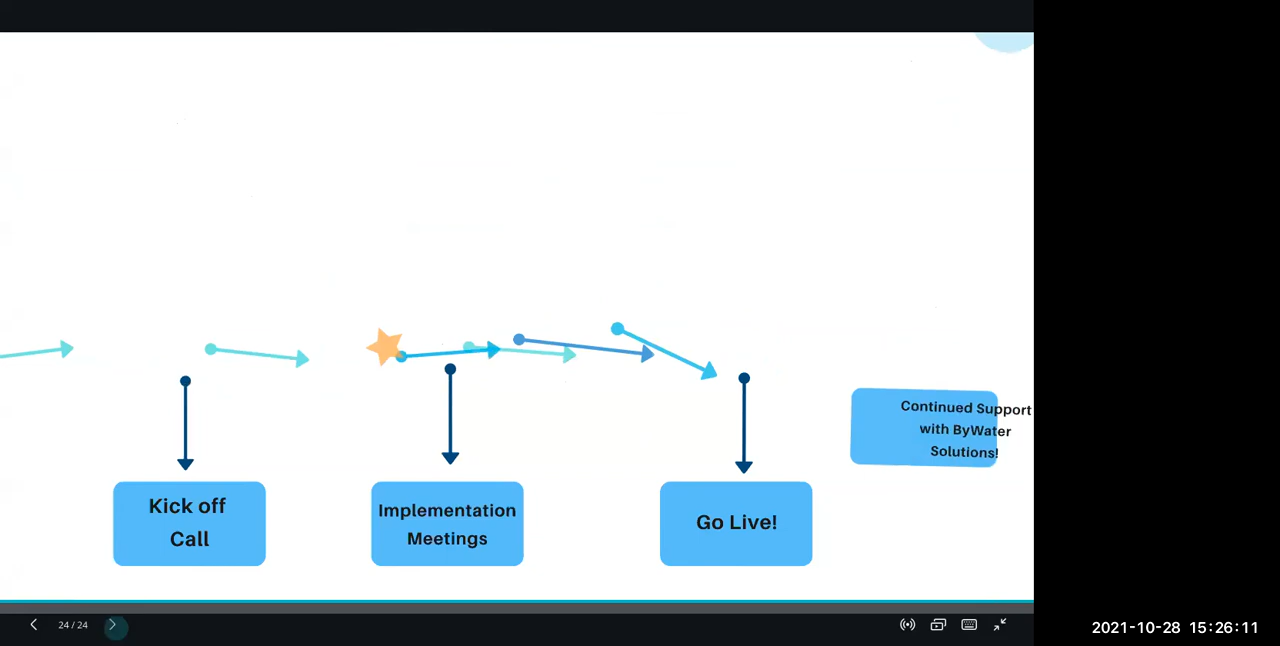 Continued Support
with ByWater
Solutions!
Kick off
Call
Implementation
Meetings
Go Live!
24 / 24
2021-10-28 15:26:11